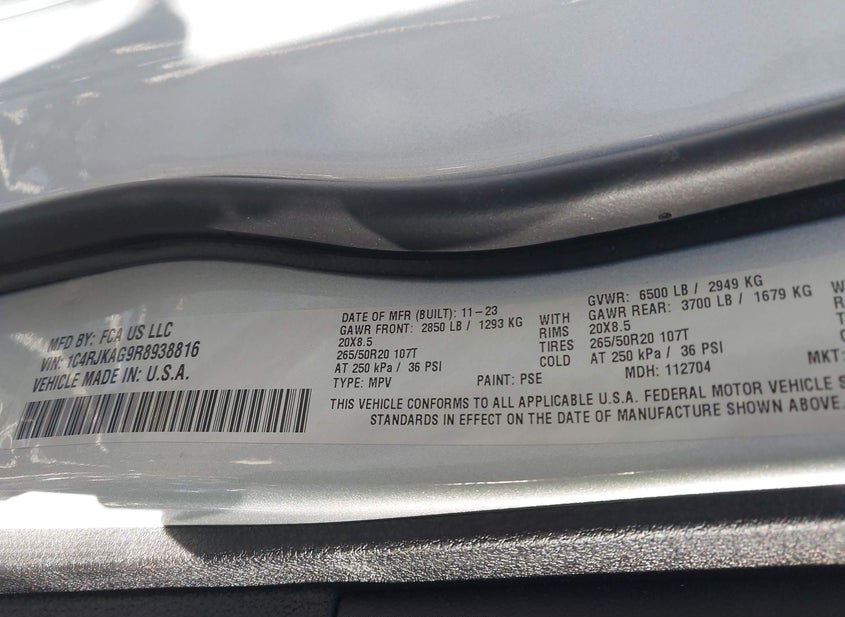 MFD BY: FCA US LLC
VIN: 1C4RJKAG9R8938816
VEHICLE MADE IN: U.S.A.
DATE OF MFR (BUILT): 11-23
GAWR FRONT: 2850 LB / 1293 KG WITH
20X8.5 RIMS
265/50R20 107T TIRES
AT 250 kPa / 36 PSI COLD
TYPE: MPV PAINT: PSE
GVWR: 6500 LB / 2949 KG
GAWR REAR: 3700 LB / 1679 KG W
20X8.5 R
265/50R20 107T T
AT 250 kPa / 36 PSI C
MDH: 112704 MKT:
THIS VEHICLE CONFORMS TO ALL APPLICABLE U.S.A. FEDERAL MOTOR VEHICLE S
STANDARDS IN EFFECT ON THE DATE OF MANUFACTURE SHOWN ABOVE.